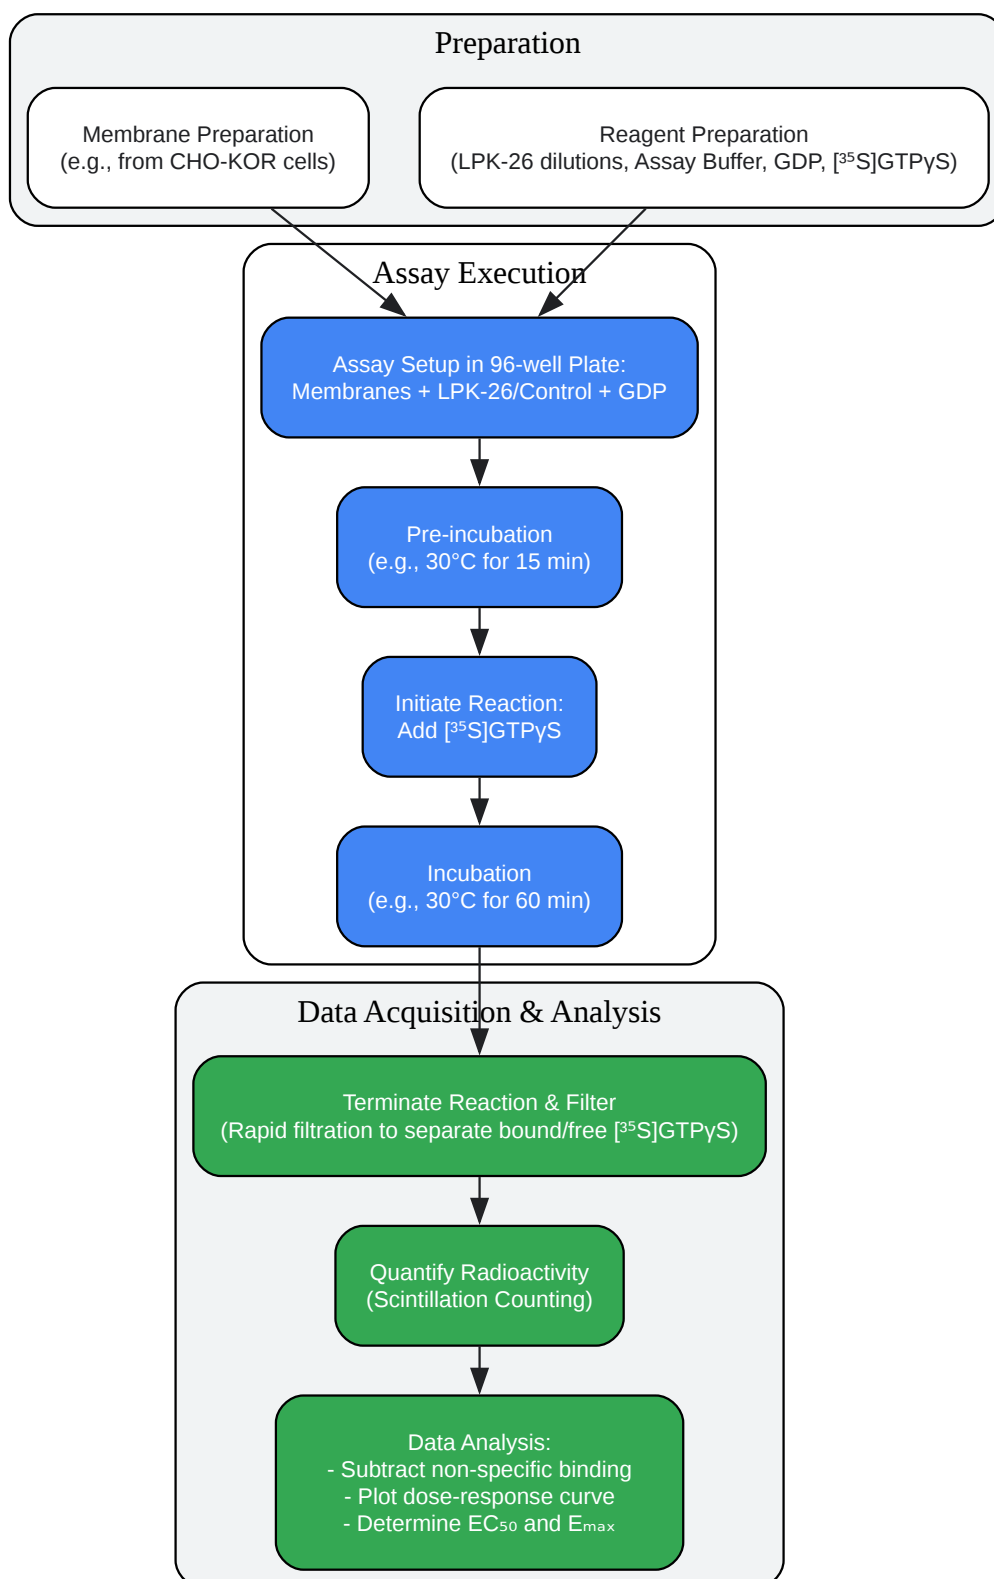 Preparation
Membrane Preparation
(e.g., from CHO-KOR cells)
Reagent Preparation
(LPK-26 dilutions, Assay Buffer, GDP, [³⁵S]GTPγS)
Assay Execution
Assay Setup in 96-well Plate:
Membranes + LPK-26/Control + GDP
Pre-incubation
(e.g., 30°C for 15 min)
Initiate Reaction:
Add [³⁵S]GTPγS
Incubation
(e.g., 30°C for 60 min)
Data Acquisition & Analysis
Terminate Reaction & Filter
(Rapid filtration to separate bound/free [³⁵S]GTPγS)
Quantify Radioactivity
(Scintillation Counting)
Data Analysis:
- Subtract non-specific binding
- Plot dose-response curve
- Determine EC₅₀ and Eₘₐₓ